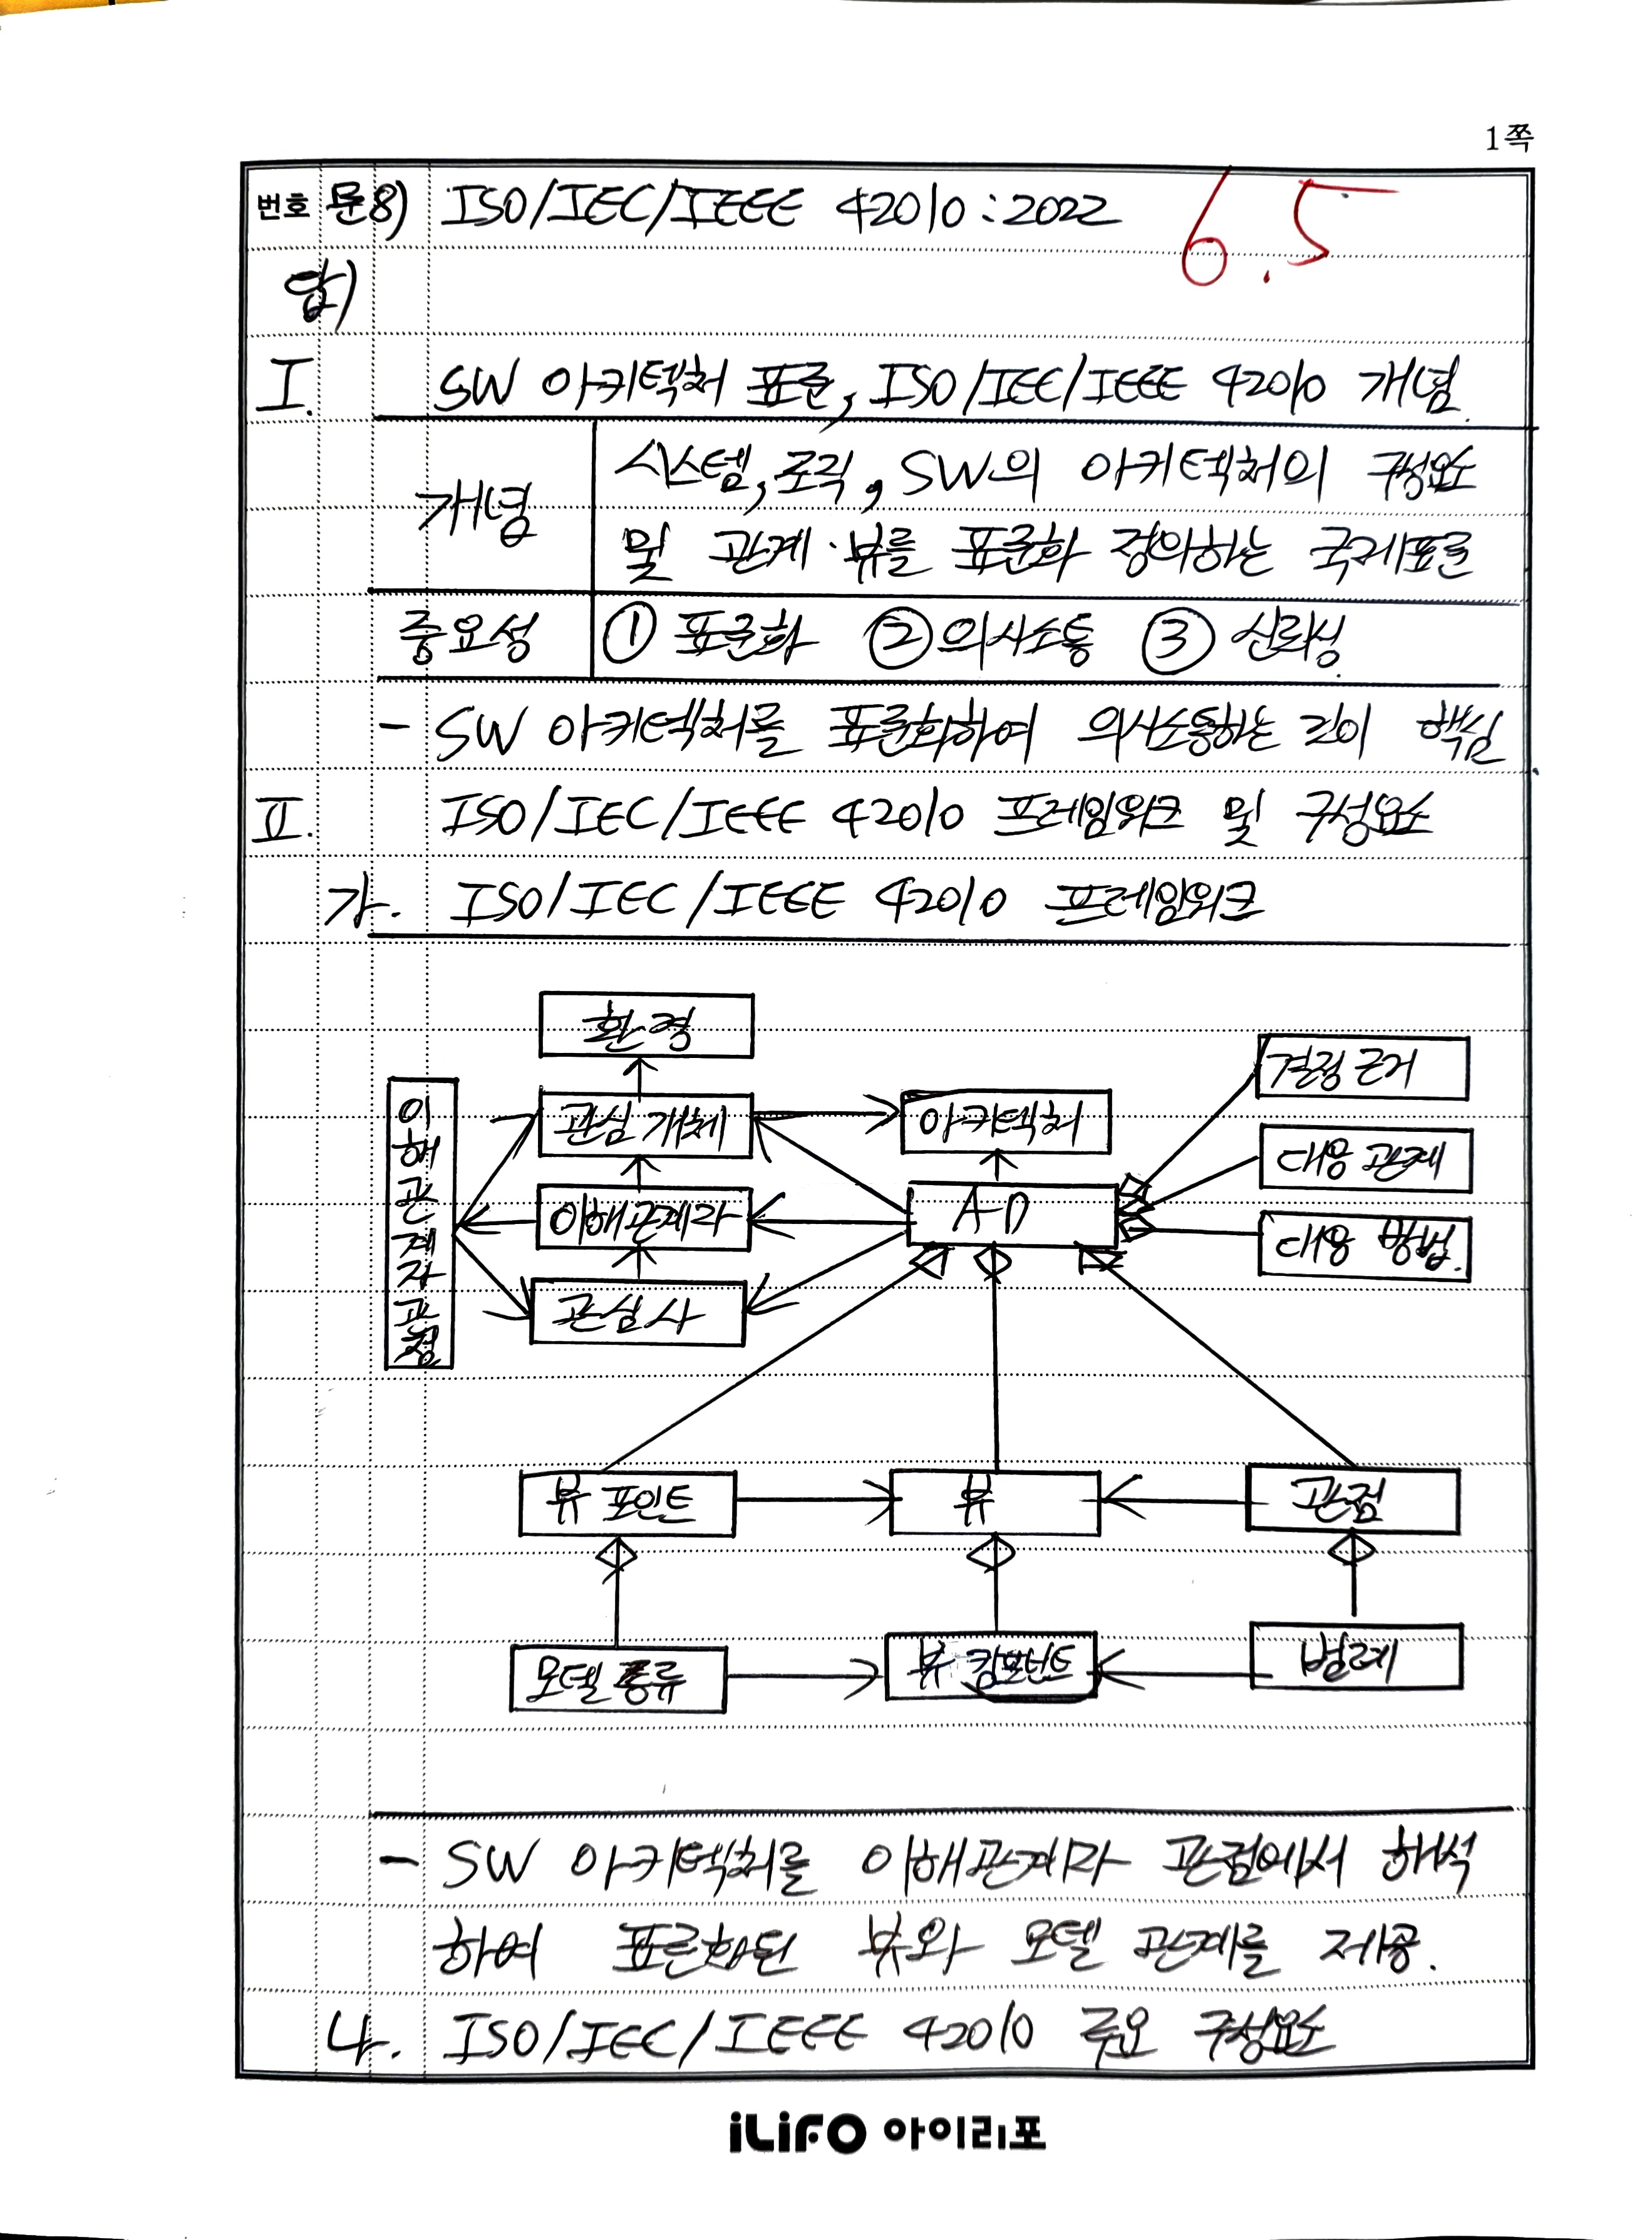 1쪽
번호 문8) ISO/IEC/IEEE 42010:2022
6.5
답)
I. SW 아키텍처 표준, ISO/IEC/IEEE 42010 개념.
개념 시스템, 로직, SW의 아키텍처의 구성요소
및 관계·뷰를 표준화 정의하는 국제표준
중요성 ① 표준화 ② 의사소통 ③ 신뢰성.
- SW 아키텍처를 표준화하여 의사소통하는 것이 핵심.
II. ISO/IEC/IEEE 42010 프레임워크 및 구성요소
가. ISO/IEC/IEEE 42010 프레임워크
환경
결정 근거
이해관계자관점
관심 개체
아키텍처
대응 관계
이해관계자
A-D
대응 방법.
관심사
뷰 포인트
뷰
관점
모델 종류
뷰 컴포넌트
범례
- SW 아키텍처를 이해관계자 관점에서 해석
하여 표준화된 뷰와 모델 관계를 제공.
나. ISO/IEC/IEEE 42010 주요 구성요소
iLiFO 아이리포